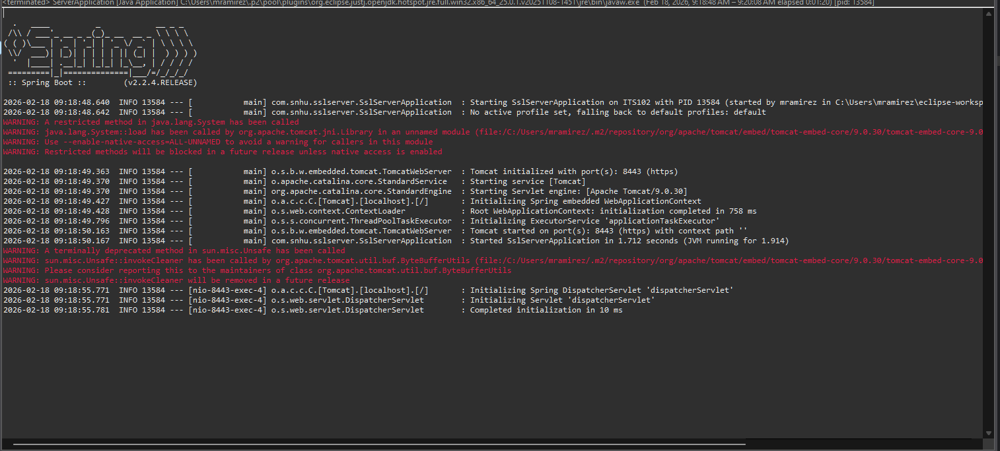 <terminated> ServerApplication [Java Application] C:\Users\mramirez\.p2\pool\plugins\org.eclipse.justj.openjdk.hotspot.jre.full.win32.x86_64_25.0.1.v20251108-1451\jre\bin\javaw.exe (Feb 18, 2026, 9:18:48 AM – 9:20:08 AM elapsed 0:01:20) [pid: 13584]
  .   ____          _            __ _ _
 /\\ / ___'_ __ _ _(_)_ __  __ _ \ \ \ \
( ( )\___ | '_ | '_| | '_ \/ _` | \ \ \ \
 \\/  ___)| |_)| | | | | || (_| |  ) ) ) )
  '  |____| .__|_| |_|_| |_\__, | / / / /
 =========|_|==============|___/=/_/_/_/
 :: Spring Boot ::        (v2.2.4.RELEASE)
2026-02-18 09:18:48.640  INFO 13584 --- [           main] com.snhu.sslserver.SslServerApplication  : Starting SslServerApplication on ITS102 with PID 13584 (started by mramirez in C:\Users\mramirez\eclipse-worksp
2026-02-18 09:18:48.642  INFO 13584 --- [           main] com.snhu.sslserver.SslServerApplication  : No active profile set, falling back to default profiles: default
WARNING: A restricted method in java.lang.System has been called
WARNING: java.lang.System::load has been called by org.apache.tomcat.jni.Library in an unnamed module (file:/C:/Users/mramirez/.m2/repository/org/apache/tomcat/embed/tomcat-embed-core/9.0.30/tomcat-embed-core-9.0
WARNING: Use --enable-native-access=ALL-UNNAMED to avoid a warning for callers in this module
WARNING: Restricted methods will be blocked in a future release unless native access is enabled
2026-02-18 09:18:49.363  INFO 13584 --- [           main] o.s.b.w.embedded.tomcat.TomcatWebServer  : Tomcat initialized with port(s): 8443 (https)
2026-02-18 09:18:49.370  INFO 13584 --- [           main] o.apache.catalina.core.StandardService   : Starting service [Tomcat]
2026-02-18 09:18:49.370  INFO 13584 --- [           main] org.apache.catalina.core.StandardEngine  : Starting Servlet engine: [Apache Tomcat/9.0.30]
2026-02-18 09:18:49.427  INFO 13584 --- [           main] o.a.c.c.C.[Tomcat].[localhost].[/]       : Initializing Spring embedded WebApplicationContext
2026-02-18 09:18:49.428  INFO 13584 --- [           main] o.s.web.context.ContextLoader            : Root WebApplicationContext: initialization completed in 758 ms
2026-02-18 09:18:49.796  INFO 13584 --- [           main] o.s.s.concurrent.ThreadPoolTaskExecutor  : Initializing ExecutorService 'applicationTaskExecutor'
2026-02-18 09:18:50.163  INFO 13584 --- [           main] o.s.b.w.embedded.tomcat.TomcatWebServer  : Tomcat started on port(s): 8443 (https) with context path ''
2026-02-18 09:18:50.167  INFO 13584 --- [           main] com.snhu.sslserver.SslServerApplication  : Started SslServerApplication in 1.712 seconds (JVM running for 1.914)
WARNING: A terminally deprecated method in sun.misc.Unsafe has been called
WARNING: sun.misc.Unsafe::invokeCleaner has been called by org.apache.tomcat.util.buf.ByteBufferUtils (file:/C:/Users/mramirez/.m2/repository/org/apache/tomcat/embed/tomcat-embed-core/9.0.30/tomcat-embed-core-9.0
WARNING: Please consider reporting this to the maintainers of class org.apache.tomcat.util.buf.ByteBufferUtils
WARNING: sun.misc.Unsafe::invokeCleaner will be removed in a future release
2026-02-18 09:18:55.771  INFO 13584 --- [nio-8443-exec-4] o.a.c.c.C.[Tomcat].[localhost].[/]       : Initializing Spring DispatcherServlet 'dispatcherServlet'
2026-02-18 09:18:55.771  INFO 13584 --- [nio-8443-exec-4] o.s.web.servlet.DispatcherServlet        : Initializing Servlet 'dispatcherServlet'
2026-02-18 09:18:55.781  INFO 13584 --- [nio-8443-exec-4] o.s.web.servlet.DispatcherServlet        : Completed initialization in 10 ms